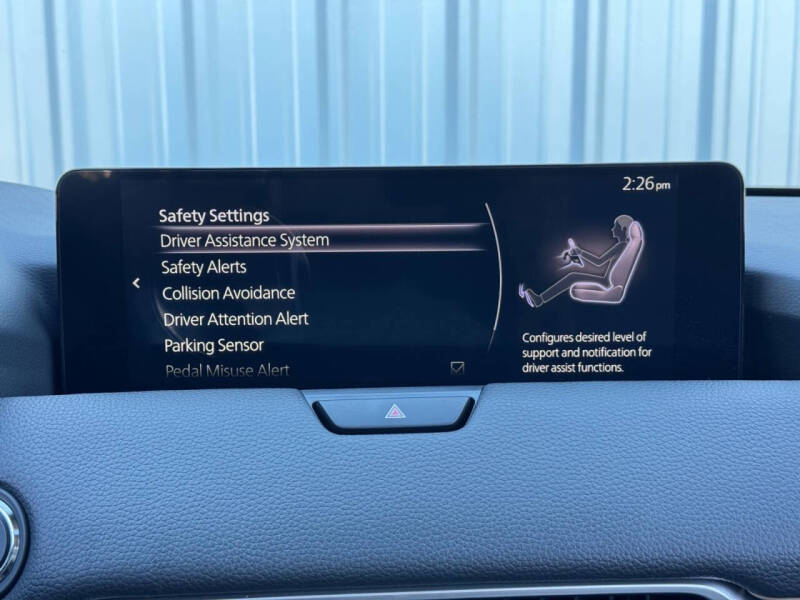 2:26pm
Safety Settings
Driver Assistance System
Safety Alerts
Collision Avoidance
Driver Attention Alert
Parking Sensor
Pedal Misuse Alert
Configures desired level of
support and notification for
driver assist functions.